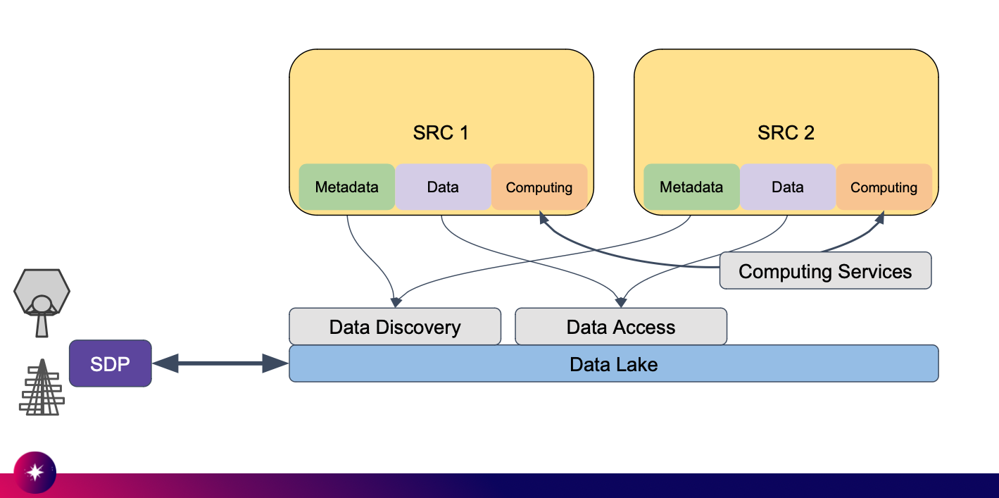 SRC 1
SRC 2
Metadata
Data
Computing
Metadata
Data
Computing
Computing Services
Data Discovery
Data Access
SDP
Data Lake